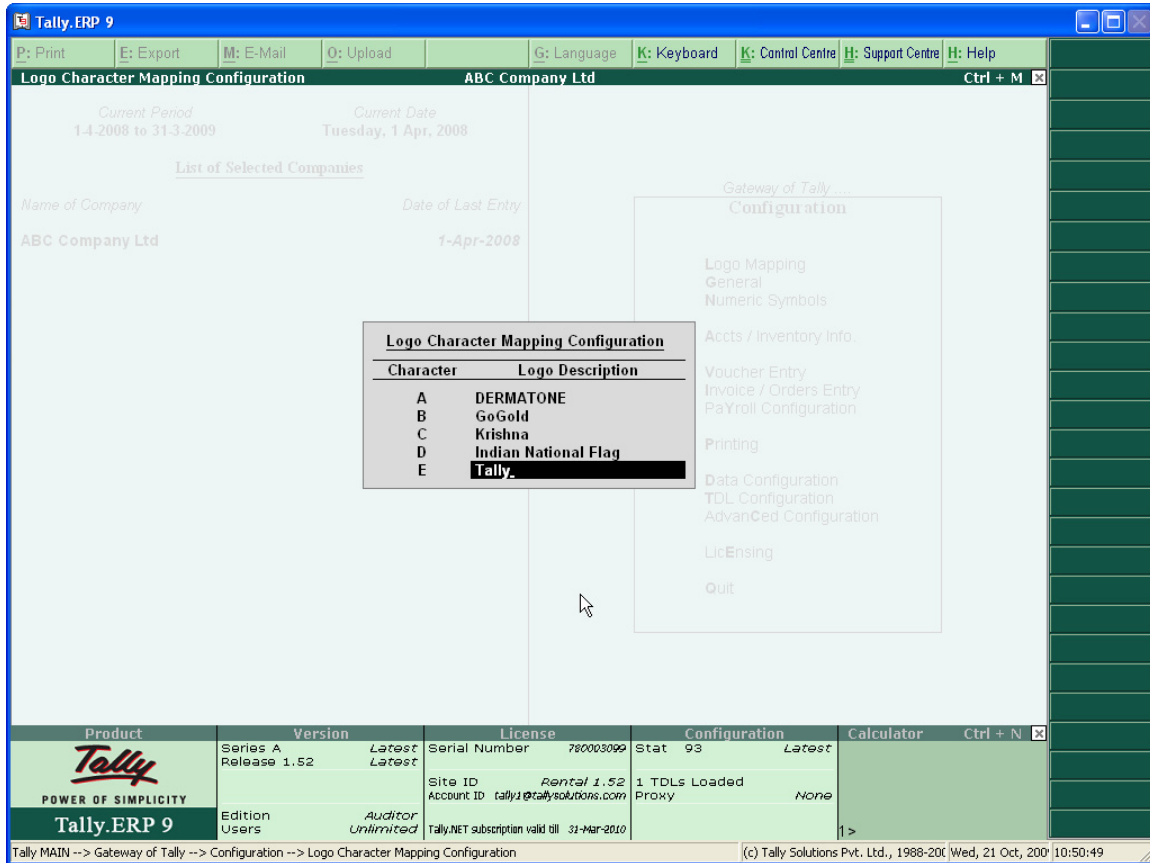 Tally.ERP 9
P: Print E: Export M: E-Mail O: Upload G: Language K: Keyboard K: Control Centre H: Support Centre H: Help
Logo Character Mapping Configuration ABC Company Ltd Ctrl + M
Current Period Current Date
1-4-2008 to 31-3-2009 Tuesday, 1 Apr, 2008
List of Selected Companies
Name of Company Date of Last Entry
ABC Company Ltd 1-Apr-2008
Gateway of Tally ....
Configuration
Logo Mapping
General
Numeric Symbols
Accts / Inventory Info.
Voucher Entry
Invoice / Orders Entry
PaYroll Configuration
Printing
Data Configuration
TDL Configuration
AdvanCed Configuration
LicEnsing
Quit
Logo Character Mapping Configuration
Character Logo Description
A DERMATONE
B GoGold
C Krishna
D Indian National Flag
E Tally_
Product Version License Configuration Calculator Ctrl + N
Tally
POWER OF SIMPLICITY
Tally.ERP 9
Series A Latest
Release 1.52 Latest
Edition Auditor
Users Unlimited
Serial Number 780003099
Site ID Rental 1.52
Account ID tally1@tallysolutions.com
Tally.NET subscription valid till 31-Mar-2010
Stat 93 Latest
1 TDLs Loaded
Proxy None
1 >
Tally MAIN --> Gateway of Tally --> Configuration --> Logo Character Mapping Configuration (c) Tally Solutions Pvt. Ltd., 1988-200 Wed, 21 Oct, 200 10:50:49